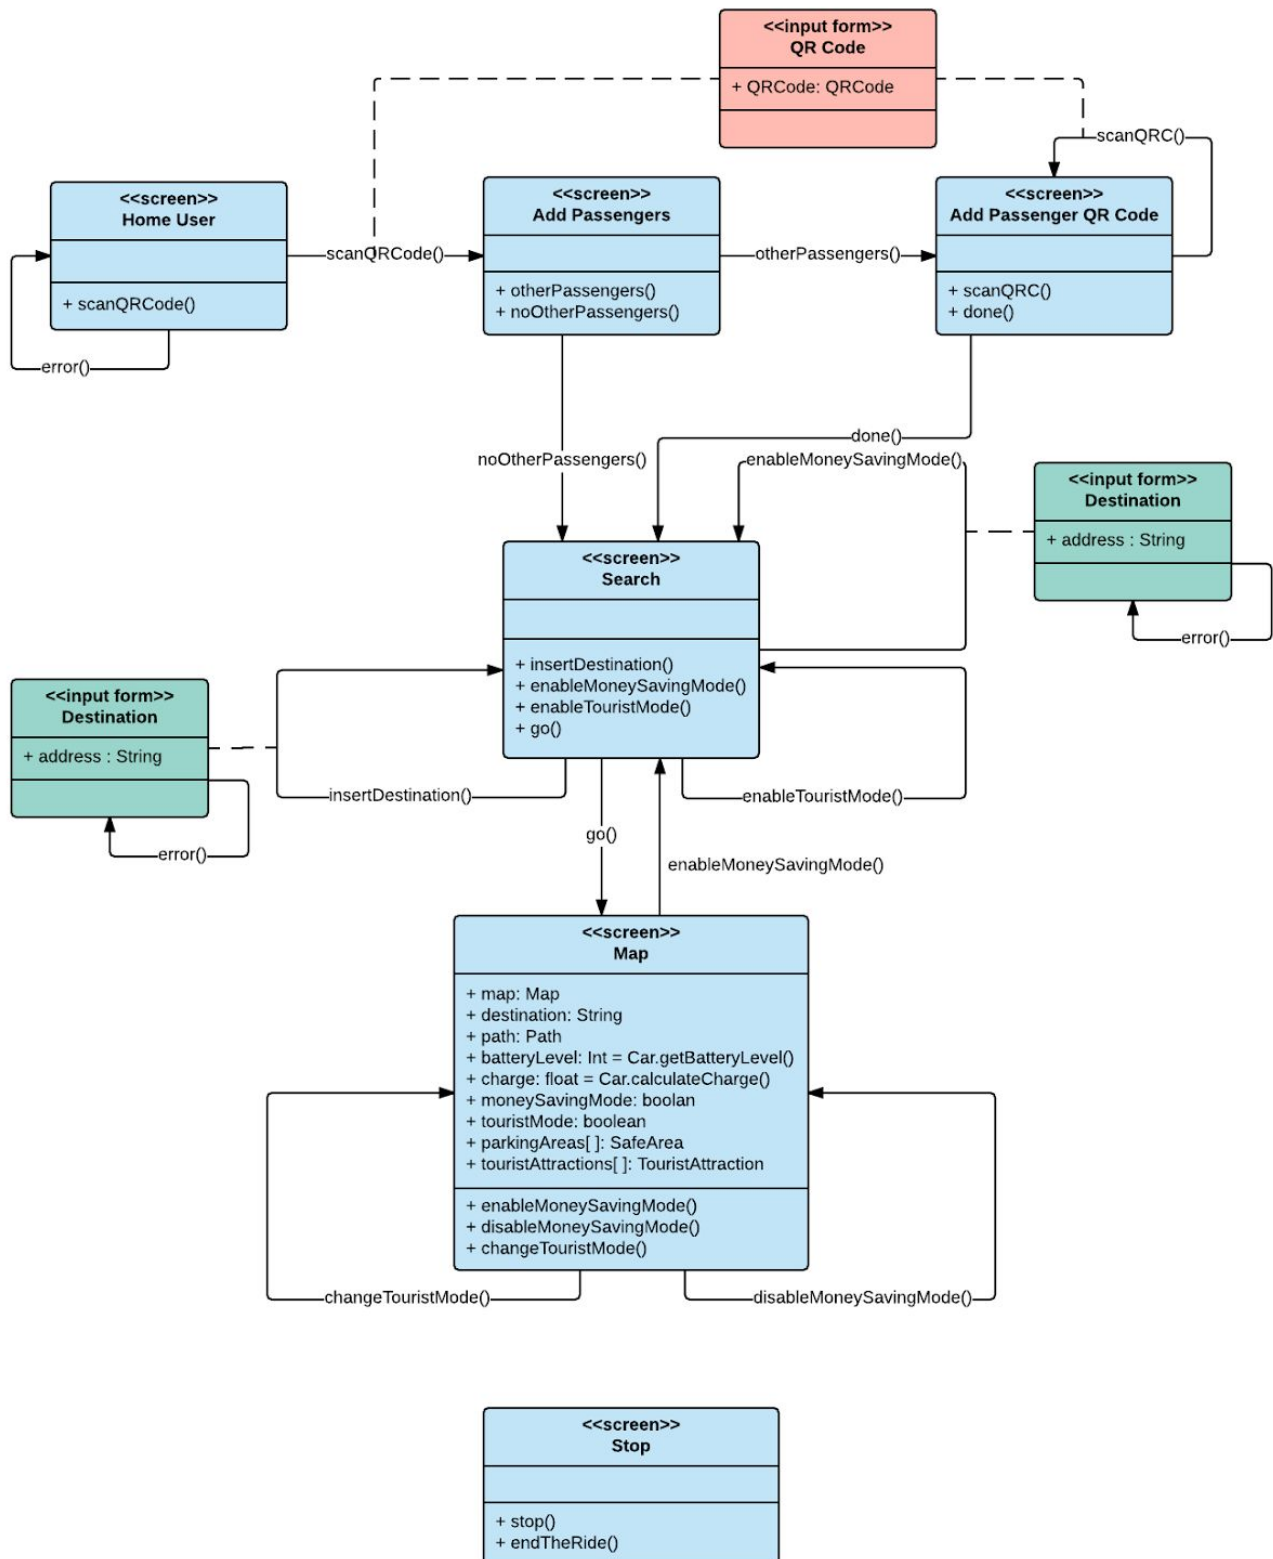 <<input form>>
QR Code
+ QRCode: QRCode
scanQRC()
<<screen>>
Home User
+ scanQRCode()
error()
scanQRCode()
<<screen>>
Add Passengers
+ otherPassengers()
+ noOtherPassengers()
otherPassengers()
<<screen>>
Add Passenger QR Code
+ scanQRC()
+ done()
done()
noOtherPassengers()
enableMoneySavingMode()
<<input form>>
Destination
+ address : String
error()
<<screen>>
Search
+ insertDestination()
+ enableMoneySavingMode()
+ enableTouristMode()
+ go()
<<input form>>
Destination
+ address : String
error()
insertDestination()
enableTouristMode()
go()
enableMoneySavingMode()
<<screen>>
Map
+ map: Map
+ destination: String
+ path: Path
+ batteryLevel: Int = Car.getBatteryLevel()
+ charge: float = Car.calculateCharge()
+ moneySavingMode: boolan
+ touristMode: boolean
+ parkingAreas[ ]: SafeArea
+ touristAttractions[ ]: TouristAttraction
+ enableMoneySavingMode()
+ disableMoneySavingMode()
+ changeTouristMode()
changeTouristMode()
disableMoneySavingMode()
<<screen>>
Stop
+ stop()
+ endTheRide()